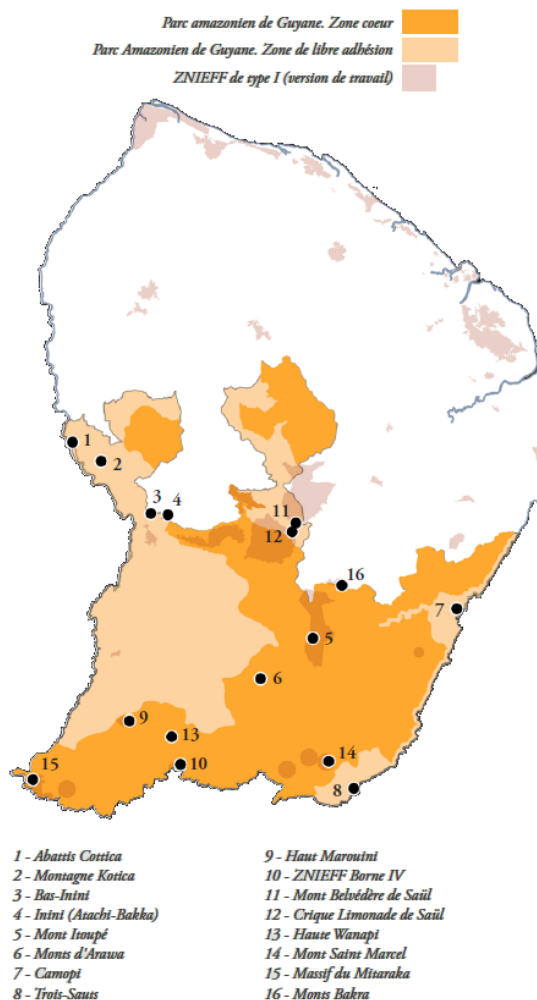 Parc amazonien de Guyane. Zone coeur
Parc Amazonien de Guyane. Zone de libre adhésion
ZNIEFF de type I (version de travail)
1
2
3
4
11
12
16
7
5
6
9
13
10
14
15
8
1 - Abattis Cottica
2 - Montagne Kotica
3 - Bas-Inini
4 - Inini (Atachi-Bakka)
5 - Mont Itoupé
6 - Monts d'Arawa
7 - Camopi
8 - Trois-Sauts
9 - Haut Marouini
10 - ZNIEFF Borne IV
11 - Mont Belvédère de Saül
12 - Crique Limonade de Saül
13 - Haute Wanapi
14 - Mont Saint Marcel
15 - Massif du Mitaraka
16 - Monts Bakra